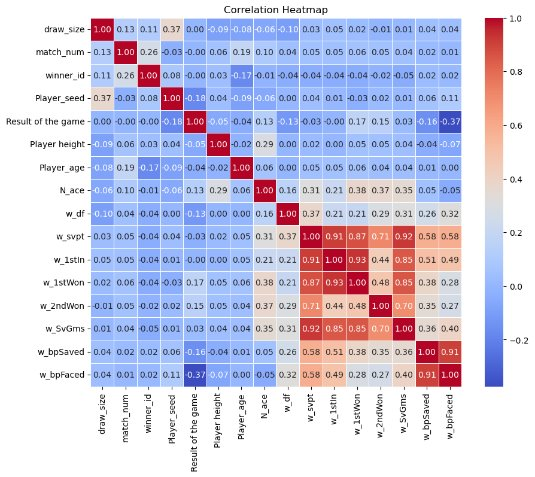 Correlation Heatmap
draw_size 1.00 0.13 0.11 0.37 0.00 -0.09 -0.08 -0.06 -0.10 0.03 0.05 0.02 -0.01 0.01 0.04 0.04
match_num 0.13 1.00 0.26 -0.03 -0.00 0.06 0.19 0.10 0.04 0.05 0.05 0.06 0.05 0.04 0.02 0.01
winner_id 0.11 0.26 1.00 0.08 -0.00 0.03 -0.17 -0.01 -0.04 -0.04 -0.04 -0.04 -0.02 -0.05 0.02 0.02
Player_seed 0.37 -0.03 0.08 1.00 -0.18 0.04 -0.09 -0.06 0.00 0.04 0.01 -0.03 0.02 0.01 0.06 0.11
Result of the game 0.00 -0.00 -0.00 -0.18 1.00 -0.05 -0.04 0.13 -0.13 -0.03 -0.00 0.17 0.15 0.03 -0.16 -0.37
Player height -0.09 0.06 0.03 0.04 -0.05 1.00 -0.02 0.29 0.00 0.02 0.04 0.05 0.02 0.04 -0.04 -0.07
Player_age -0.08 0.19 -0.17 -0.09 -0.04 -0.02 1.00 0.06 0.00 0.05 0.05 0.06 0.04 0.04 0.01 0.00
N_ace -0.06 0.10 -0.01 -0.06 0.13 0.29 0.06 1.00 0.16 0.31 0.21 0.38 0.37 0.35 0.05 -0.05
w_df -0.10 0.04 -0.04 0.00 -0.13 0.00 0.00 0.16 1.00 0.37 0.21 0.21 0.29 0.31 0.26 0.32
w_svpt 0.03 0.05 -0.04 0.04 -0.03 0.02 0.05 0.31 0.37 1.00 0.91 0.87 0.71 0.92 0.58 0.58
w_1stIn 0.05 0.05 -0.04 0.01 -0.00 0.04 0.05 0.21 0.21 0.91 1.00 0.93 0.44 0.85 0.51 0.49
w_1stWon 0.02 0.06 -0.04 -0.03 0.17 0.05 0.06 0.38 0.21 0.87 0.93 1.00 0.48 0.85 0.38 0.28
w_2ndWon -0.01 0.05 -0.02 0.02 0.15 0.02 0.04 0.37 0.29 0.71 0.44 0.48 1.00 0.70 0.35 0.27
w_SvGms 0.01 0.04 -0.05 0.01 0.03 0.04 0.04 0.35 0.31 0.92 0.85 0.85 0.70 1.00 0.36 0.40
w_bpSaved 0.04 0.02 0.02 0.06 -0.16 -0.04 0.01 0.05 0.26 0.58 0.51 0.38 0.35 0.36 1.00 0.91
w_bpFaced 0.04 0.01 0.02 0.11 -0.37 -0.07 0.00 -0.05 0.32 0.58 0.49 0.28 0.27 0.40 0.91 1.00
draw_size match_num winner_id Player_seed Result of the game Player height Player_age N_ace w_df w_svpt w_1stIn w_1stWon w_2ndWon w_SvGms w_bpSaved w_bpFaced
1.0
0.8
0.6
0.4
0.2
0.0
−0.2